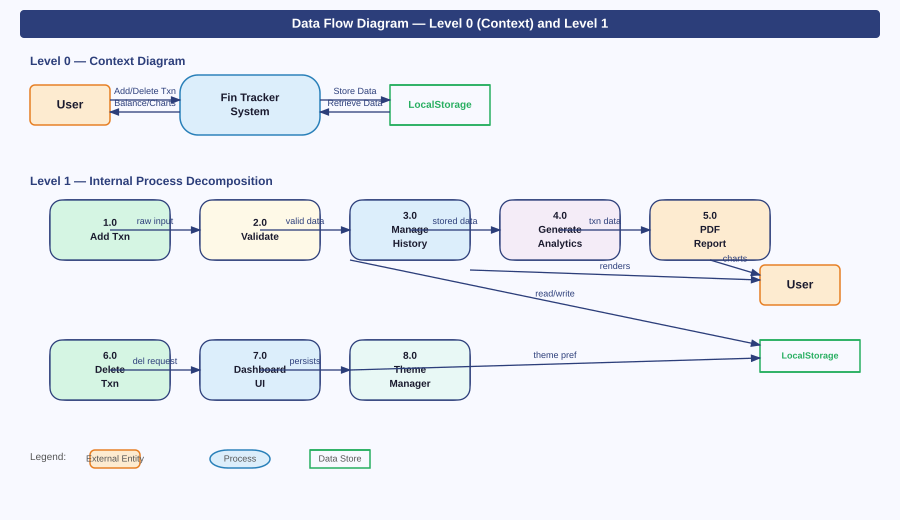 Data Flow Diagram — Level 0 (Context) and Level 1
Level 0 — Context Diagram
User
Add/Delete Txn
Balance/Charts
Fin Tracker
System
Store Data
Retrieve Data
LocalStorage
Level 1 — Internal Process Decomposition
1.0
Add Txn
raw input
2.0
Validate
valid data
3.0
Manage
History
stored data
4.0
Generate
Analytics
txn data
5.0
PDF
Report
charts
renders
User
read/write
6.0
Delete
Txn
del request
7.0
Dashboard
UI
persists
8.0
Theme
Manager
theme pref
LocalStorage
Legend:
External Entity
Process
Data Store